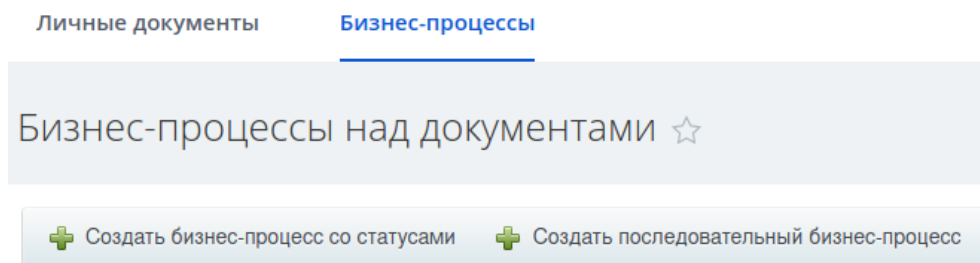 Личные документы Бизнес-процессы
Бизнес-процессы над документами
Создать бизнес-процесс со статусами Создать последовательный бизнес-процесс